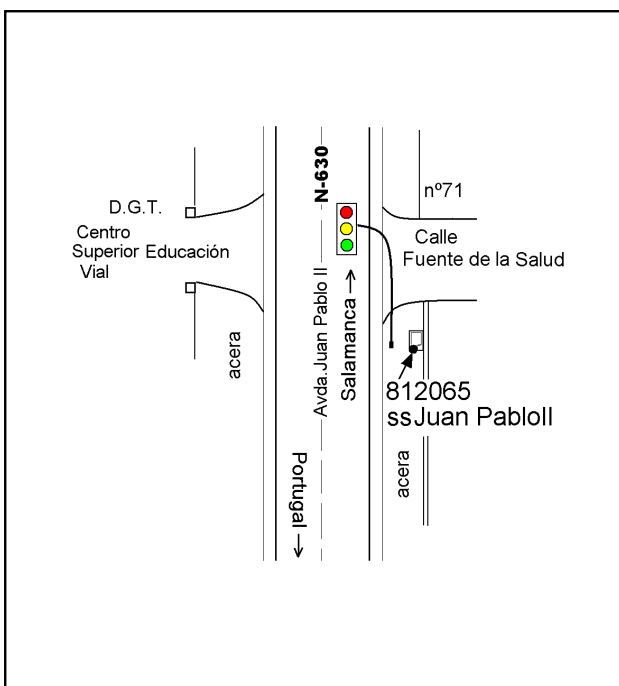 N-630
nº71
D.G.T.
Centro
Superior Educación
Vial
Calle
Fuente de la Salud
Avda.Juan Pablo II
Salamanca →
acera
812065
ssJuan PabloII
Portugal →
acera